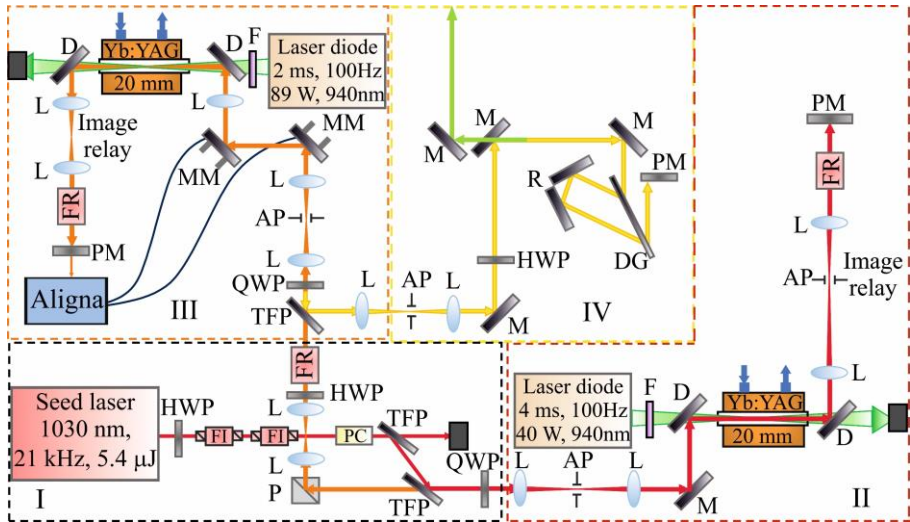 D
Yb:YAG
20 mm
D
F
Laser diode
2 ms, 100Hz
89 W, 940nm
L
L
Image
relay
L
MM
MM
FR
PM
Aligna
L
AP
L
QWP
TFP
III
M
M
M
PM
R
DG
HWP
L
AP
L
M
IV
PM
FR
L
AP
Image
relay
L
Laser diode
4 ms, 100Hz
40 W, 940nm
F
D
Yb:YAG
20 mm
D
M
L
AP
L
II
Seed laser
1030 nm,
21 kHz, 5.4 μJ
HWP
FI
FI
FR
HWP
L
L
P
PC
TFP
TFP
QWP
I